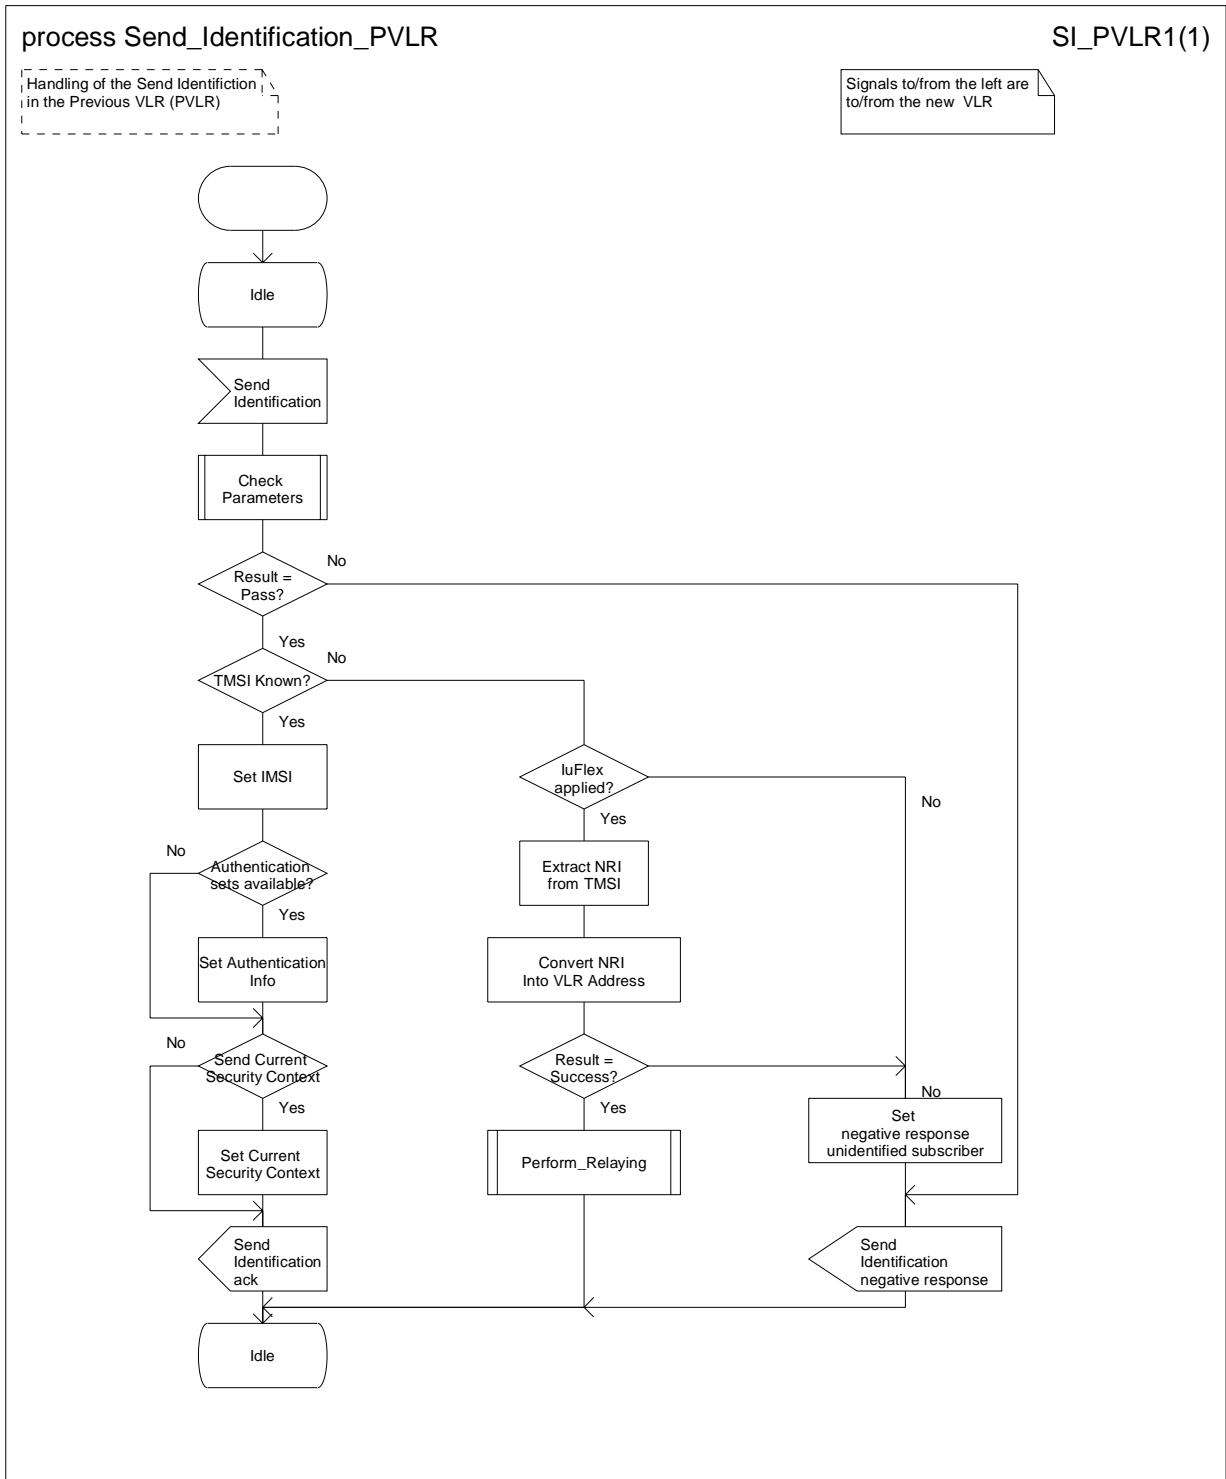 process Send_Identification_PVLR
SI_PVLR1(1)
Handling of the Send Identifiction
in the Previous VLR (PVLR)
Signals to/from the left are
to/from the new VLR
Idle
Send
Identification
Check
Parameters
No
Result =
Pass?
Yes
No
TMSI Known?
Yes
Set IMSI
IuFlex
applied?
No
Yes
No
Authentication
sets available?
Extract NRI
from TMSI
Yes
Set Authentication
Info
Convert NRI
Into VLR Address
No
Send Current
Security Context
Result =
Success?
No
Yes
Yes
Set
negative response
unidentified subscriber
Set Current
Security Context
Perform_Relaying
Send
Identification
ack
Send
Identification
negative response
Idle